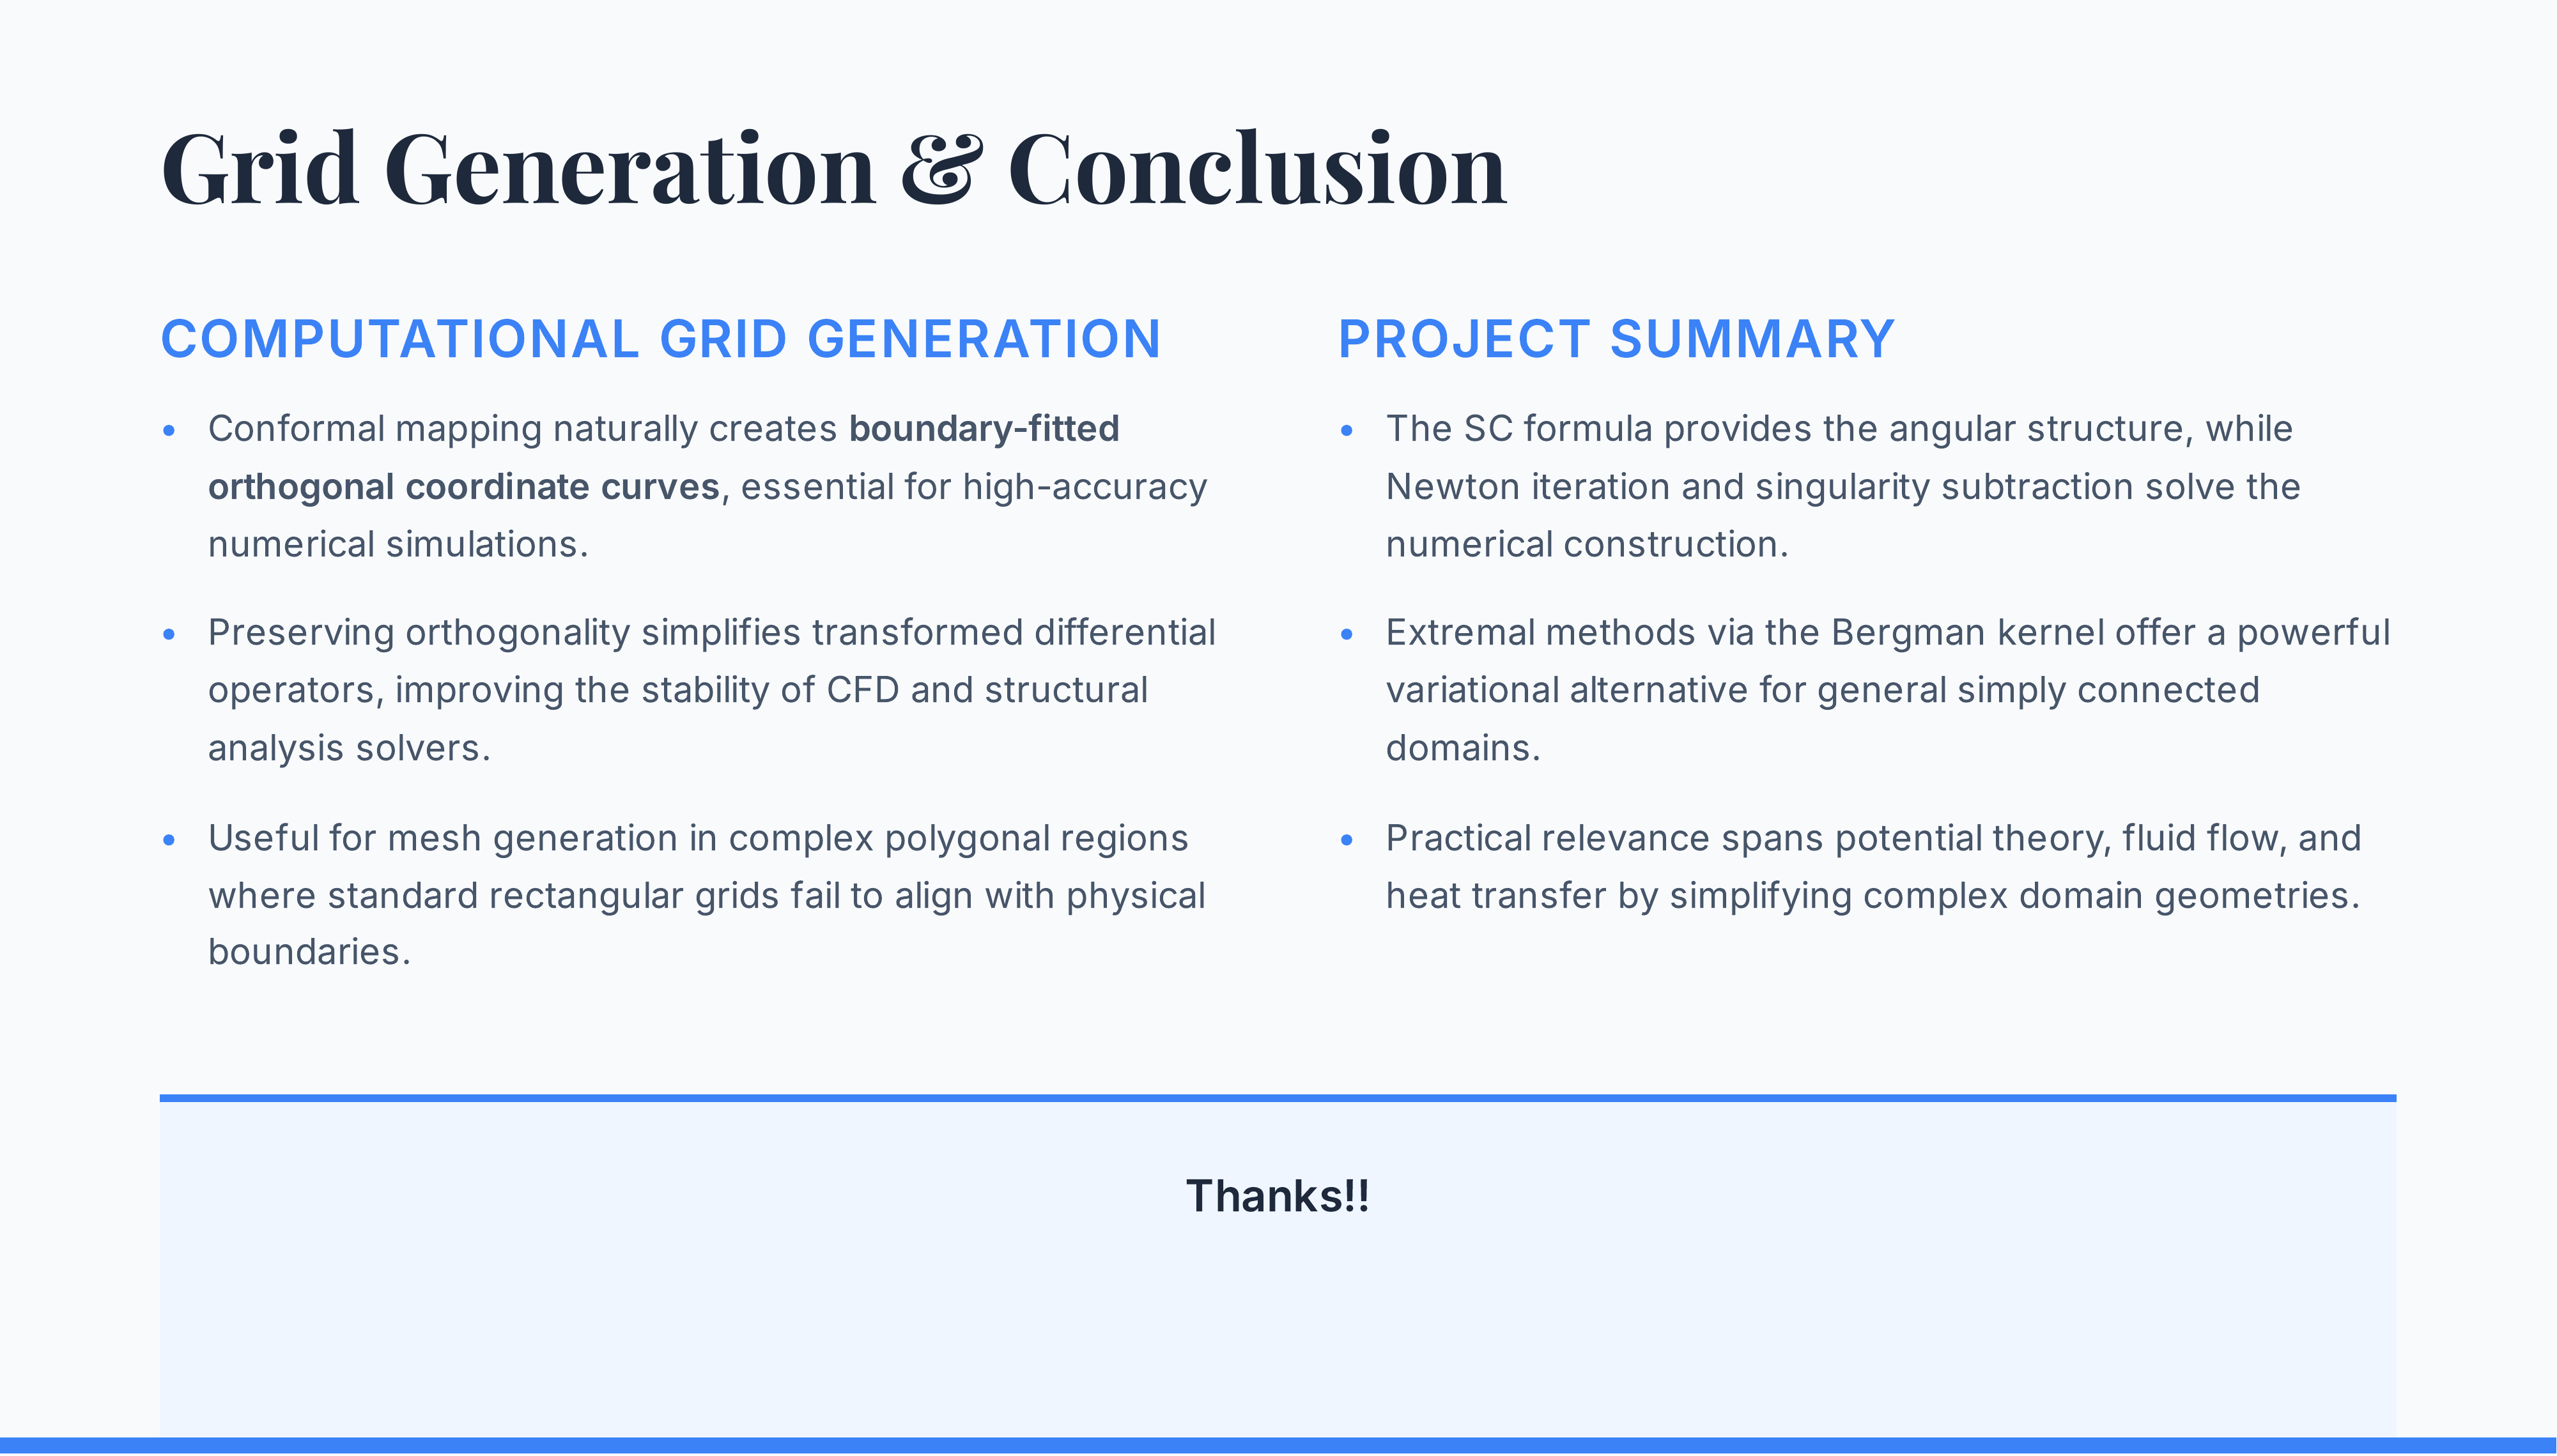 Grid Generation & Conclusion
COMPUTATIONAL GRID GENERATION
• Conformal mapping naturally creates boundary-fitted
orthogonal coordinate curves, essential for high-accuracy
numerical simulations.
• Preserving orthogonality simplifies transformed differential
operators, improving the stability of CFD and structural
analysis solvers.
• Useful for mesh generation in complex polygonal regions
where standard rectangular grids fail to align with physical
boundaries.
PROJECT SUMMARY
• The SC formula provides the angular structure, while
Newton iteration and singularity subtraction solve the
numerical construction.
• Extremal methods via the Bergman kernel offer a powerful
variational alternative for general simply connected
domains.
• Practical relevance spans potential theory, fluid flow, and
heat transfer by simplifying complex domain geometries.
Thanks!!